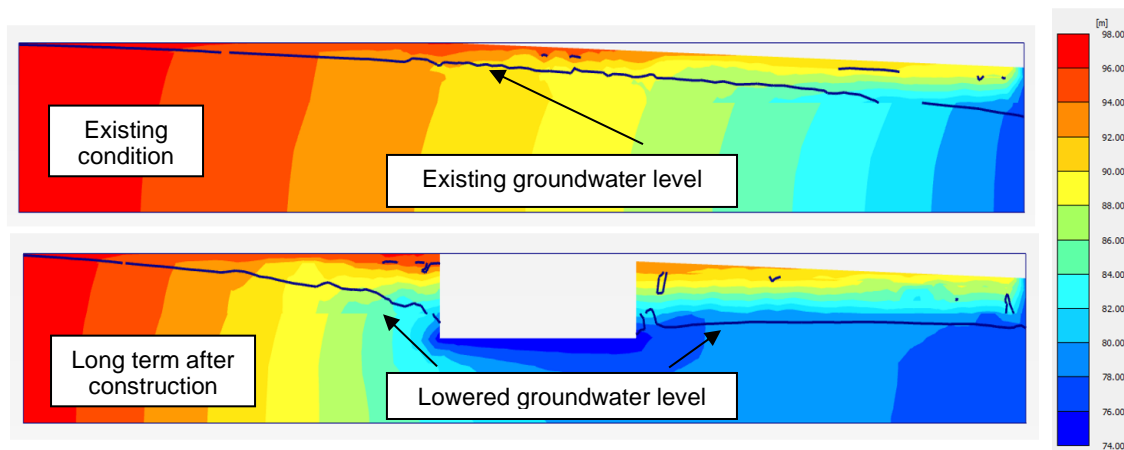 [m]
98.00
96.00
94.00
92.00
90.00
88.00
86.00
84.00
82.00
80.00
78.00
76.00
74.00
Existing
condition
Existing groundwater level
Long term after
construction
Lowered groundwater level